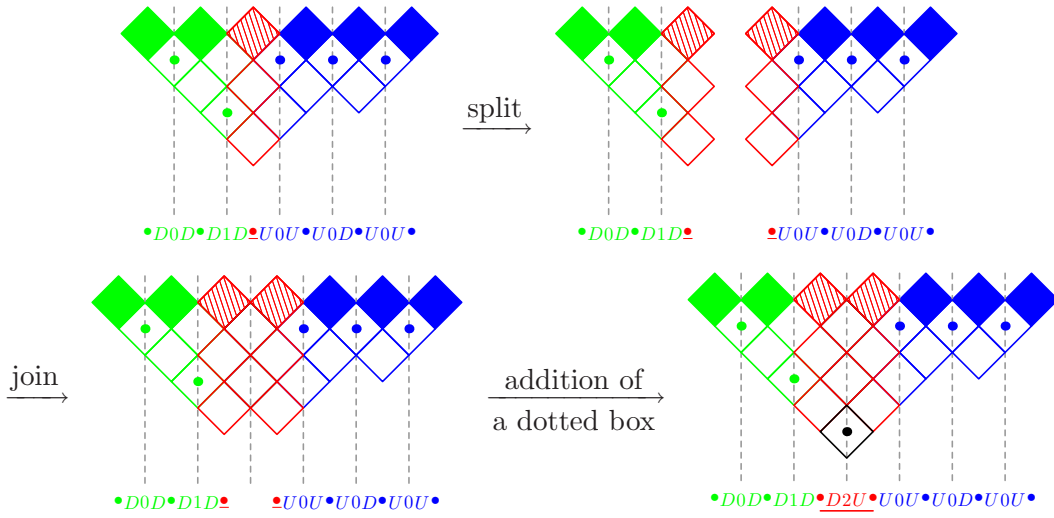 split
•D0D•D1D•U0U•U0D•U0U•
•D0D•D1D•
•U0U•U0D•U0U•
join
addition of
a dotted box
•D0D•D1D•
•U0U•U0D•U0U•
•D0D•D1D•D2U•U0U•U0D•U0U•